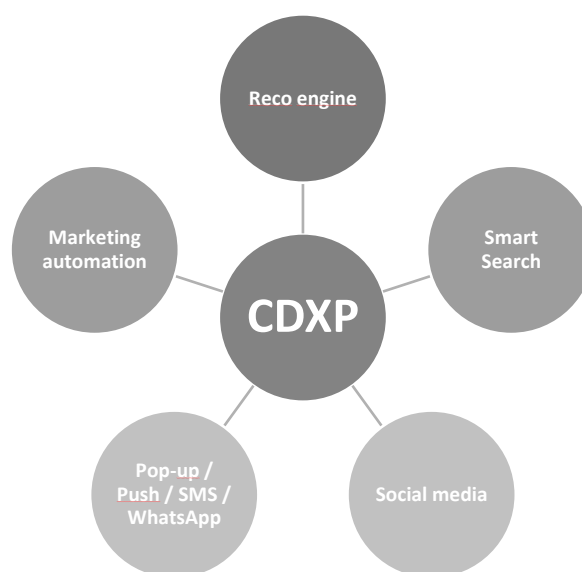 Reco engine
Marketing
automation
Smart
Search
CDXP
Pop-up /
Push / SMS /
WhatsApp
Social media